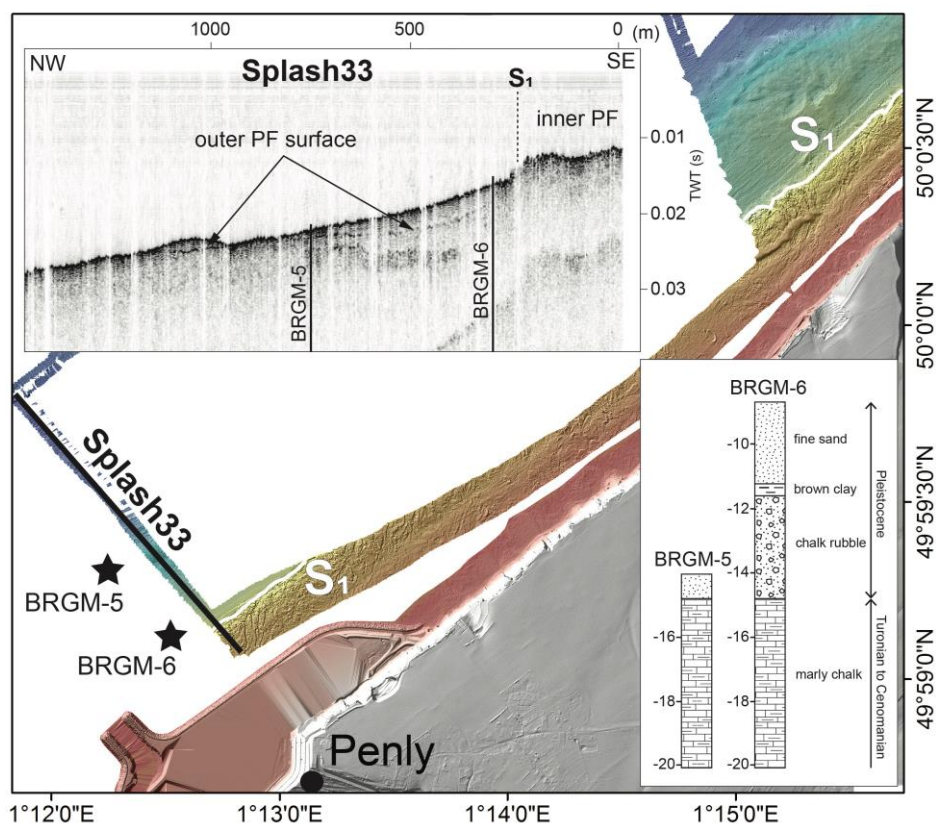 1000 500 0 (m)
NW Splash33 S₁ SE
inner PF
outer PF surface
0.01
TWT (s)
0.02
0.03
BRGM-5
BRGM-6
S₁
50°0'30"N
50°0'0"N
49°59'30"N
49°59'0"N
Splash33
BRGM-5
BRGM-6
S₁
Penly
BRGM-6
-10
fine sand
brown clay
-12
chalk rubble
-14
Pleistocene
BRGM-5
-16
-16
marly chalk
-18
-18
-20
-20
Turonian to Cenomanian
1°12'0"E 1°13'0"E 1°14'0"E 1°15'0"E